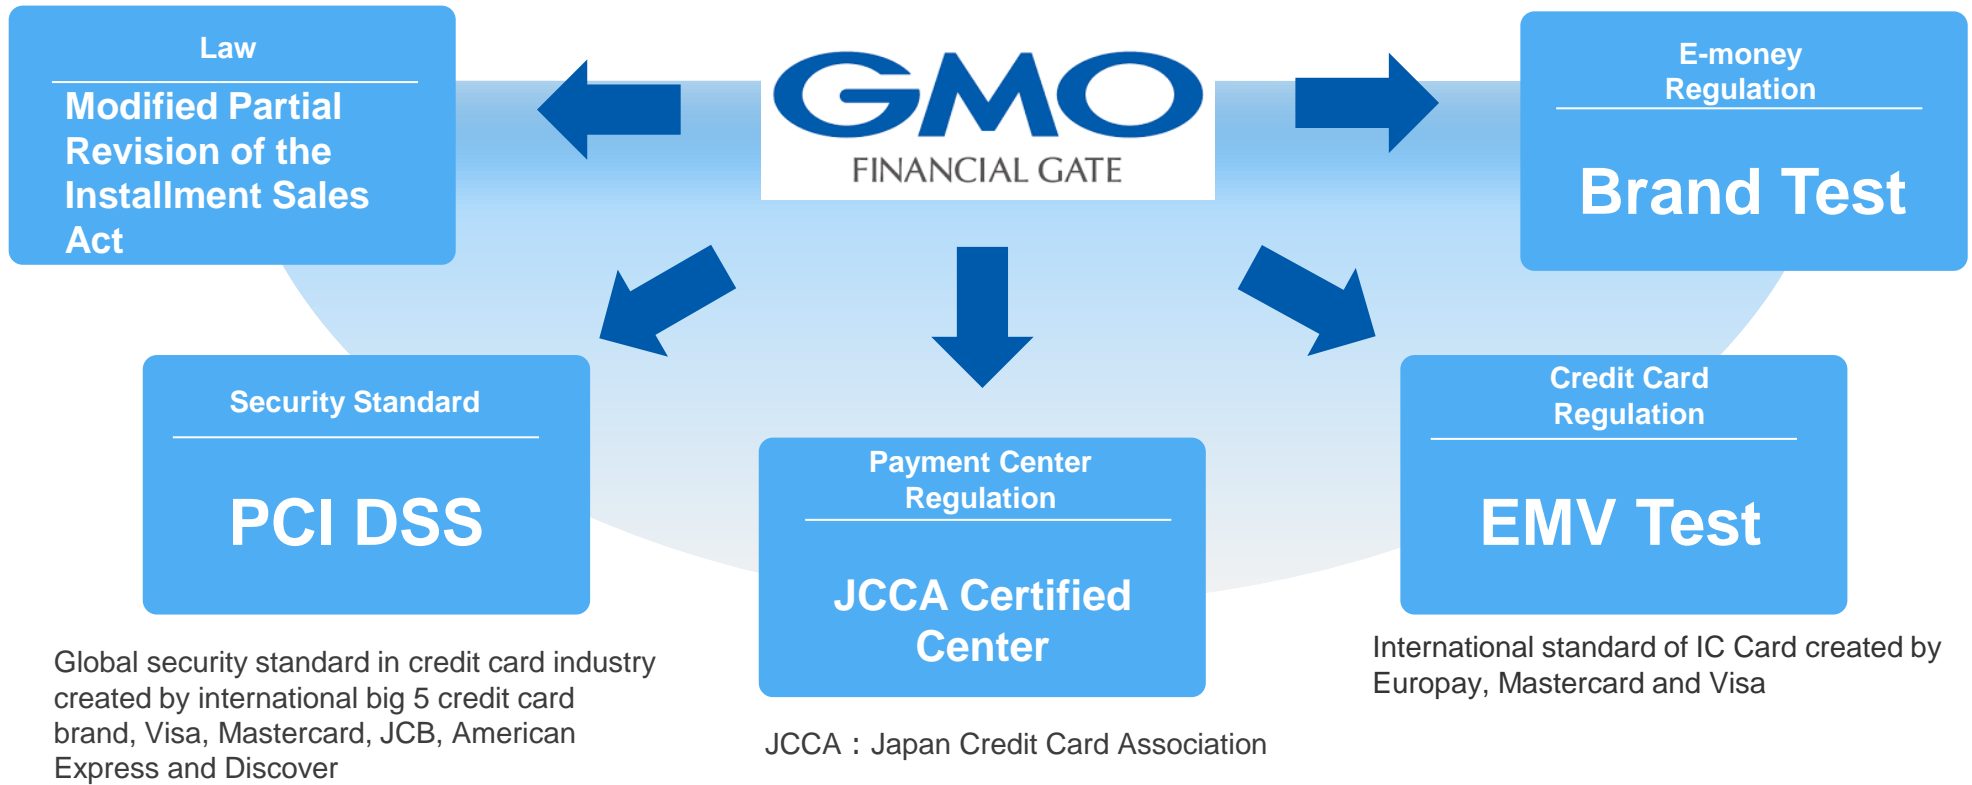 GMO
FINANCIAL GATE
Law
Modified Partial
Revision of the
Installment Sales
Act
E-money
Regulation
Brand Test
Security Standard
PCI DSS
Global security standard in credit card industry
created by international big 5 credit card
brand, Visa, Mastercard, JCB, American
Express and Discover
Payment Center
Regulation
JCCA Certified
Center
JCCA：Japan Credit Card Association
Credit Card
Regulation
EMV Test
International standard of IC Card created by
Europay, Mastercard and Visa